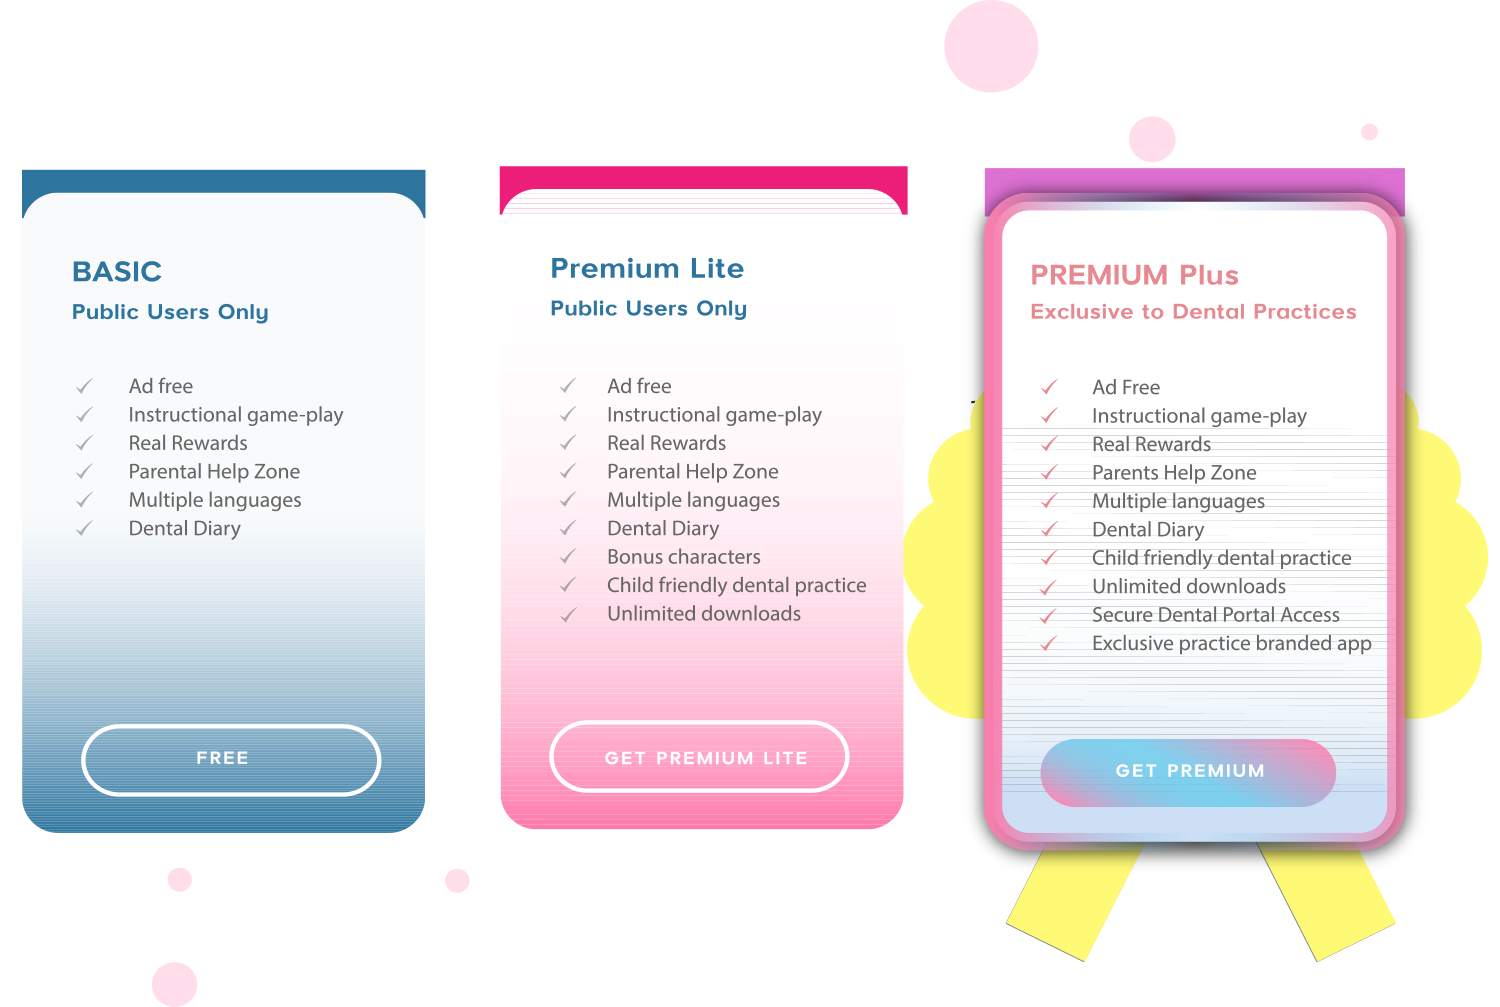 BASIC
Public Users Only
Ad free
Instructional game-play
Real Rewards
Parental Help Zone
Multiple languages
Dental Diary
FREE
Premium Lite
Public Users Only
Ad free
Instructional game-play
Real Rewards
Parental Help Zone
Multiple languages
Dental Diary
Bonus characters
Child friendly dental practice
Unlimited downloads
GET PREMIUM LITE
PREMIUM Plus
Exclusive to Dental Practices
Ad Free
Instructional game-play
Real Rewards
Parents Help Zone
Multiple languages
Dental Diary
Child friendly dental practice
Unlimited downloads
Secure Dental Portal Access
Exclusive practice branded app
GET PREMIUM